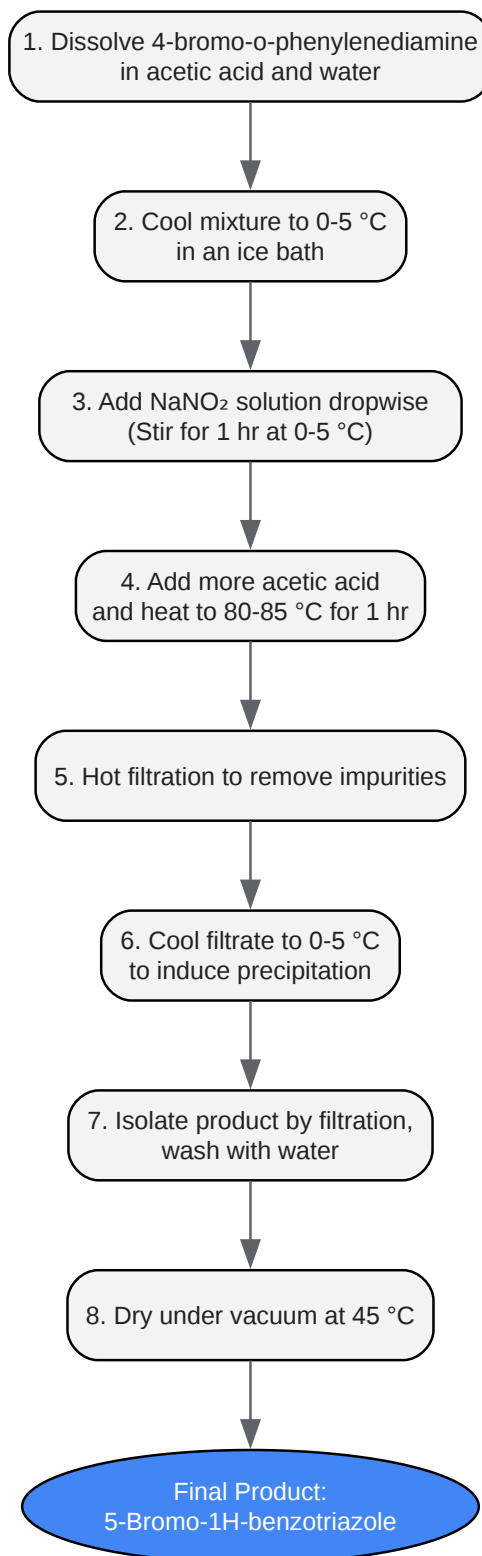 1. Dissolve 4-bromo-o-phenylenediamine
in acetic acid and water
2. Cool mixture to 0-5 °C
in an ice bath
3. Add NaNO₂ solution dropwise
(Stir for 1 hr at 0-5 °C)
4. Add more acetic acid
and heat to 80-85 °C for 1 hr
5. Hot filtration to remove impurities
6. Cool filtrate to 0-5 °C
to induce precipitation
7. Isolate product by filtration,
wash with water
8. Dry under vacuum at 45 °C
Final Product:
5-Bromo-1H-benzotriazole